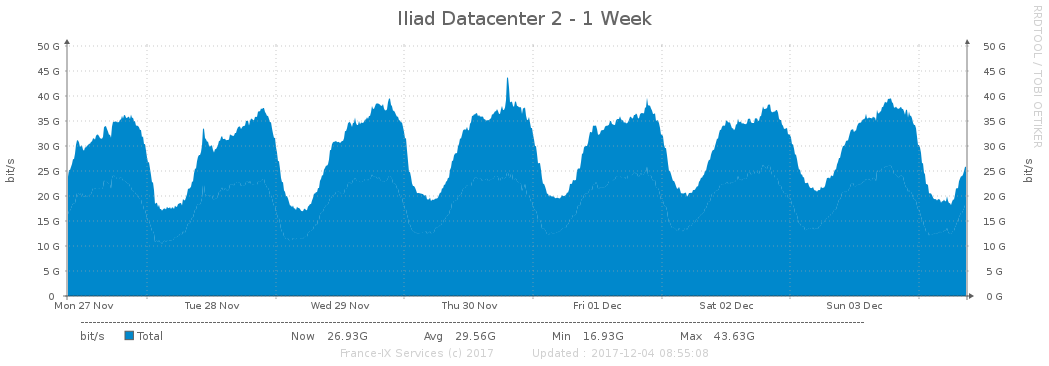 Iliad Datacenter 2 - 1 Week
RRDTOOL / TOBI OETIKER
bit/s
50 G 50 G
45 G 45 G
40 G 40 G
35 G 35 G
30 G 30 G
25 G 25 G
20 G 20 G
15 G 15 G
10 G 10 G
5 G 5 G
0 0 G
bit/s
Mon 27 Nov Tue 28 Nov Wed 29 Nov Thu 30 Nov Fri 01 Dec Sat 02 Dec Sun 03 Dec
bit/s Total Now 26.93G Avg 29.56G Min 16.93G Max 43.63G
France-IX Services (c) 2017 Updated : 2017-12-04 08:55:08